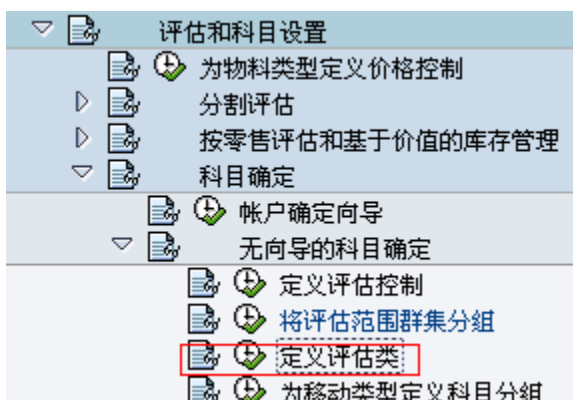 评估和科目设置
为物料类型定义价格控制
分割评估
按零售评估和基于价值的库存管理
科目确定
帐户确定向导
无向导的科目确定
定义评估控制
将评估范围群集分组
定义评估类
为移动类型定义科目分组